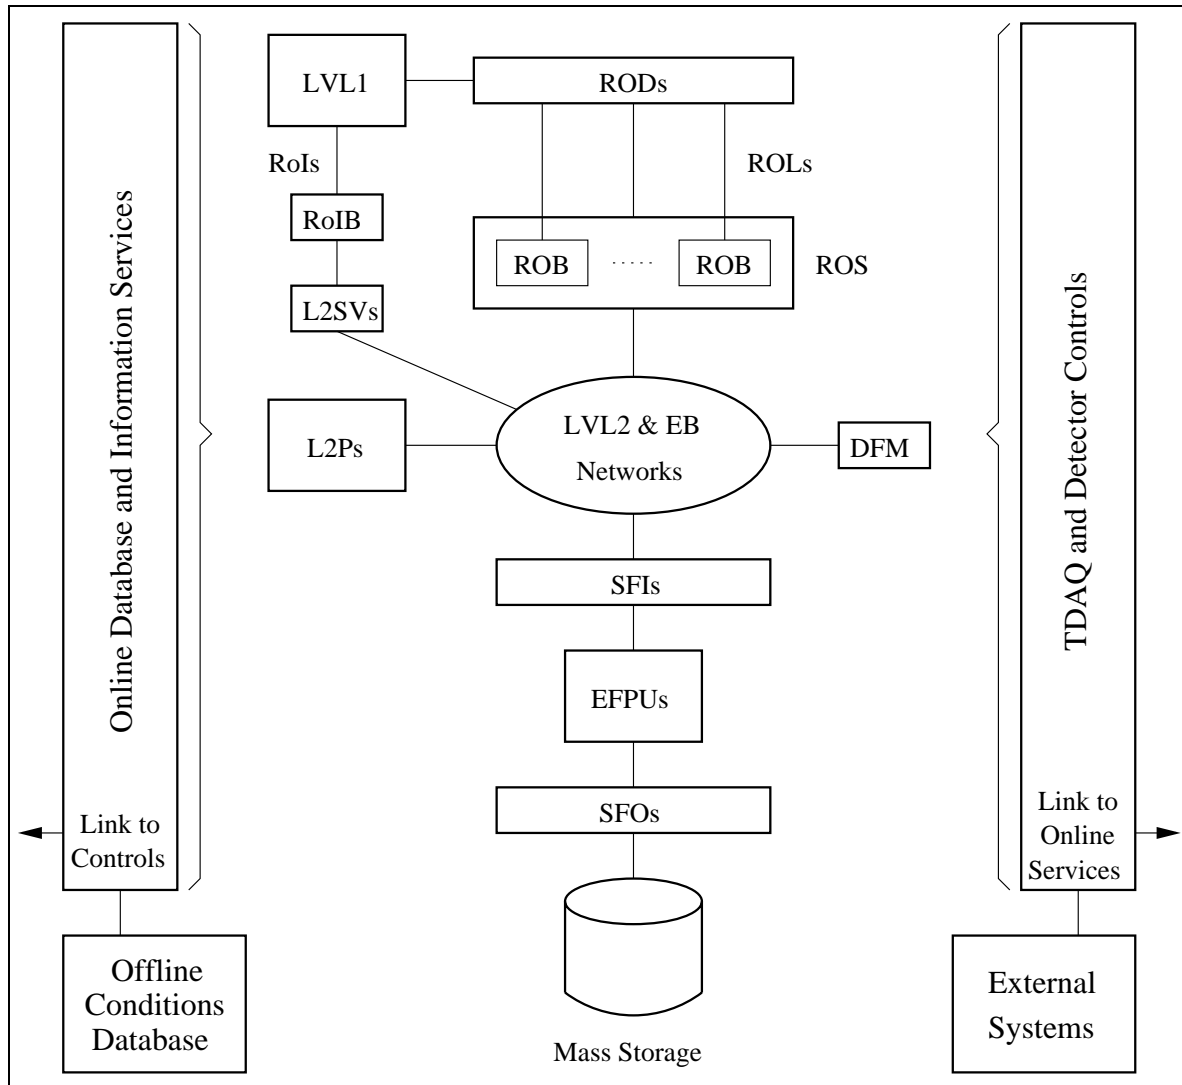 LVL1
RODs
RoIs
ROLs
RoIB
ROB
.....
ROB
ROS
L2SVs
LVL2 & EB
Networks
L2Ps
DFM
SFIs
EFPUs
SFOs
Mass Storage
Online Database and Information Services
Link to
Controls
Offline
Conditions
Database
TDAQ and Detector Controls
Link to
Online
Services
External
Systems